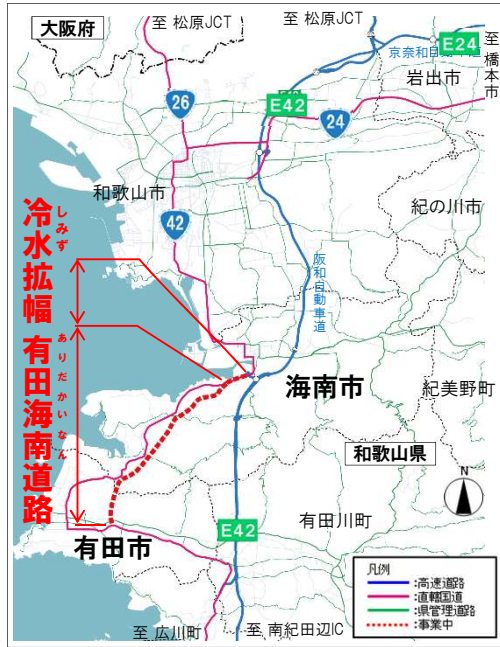 大阪府
至 松原JCT
至 松原JCT
至橋本市
E24
京奈和自動車道
岩出市
26
E42
24
和歌山市
42
紀の川市
しみず
冷水拡幅
阪和自動車道
ありだかいなん
有田海南道路
海南市
紀美野町
和歌山県
N
有田川町
E42
有田市
凡例
:高速道路
:直轄国道
:県管理道路
:事業中
至 広川町
至 南紀田辺IC